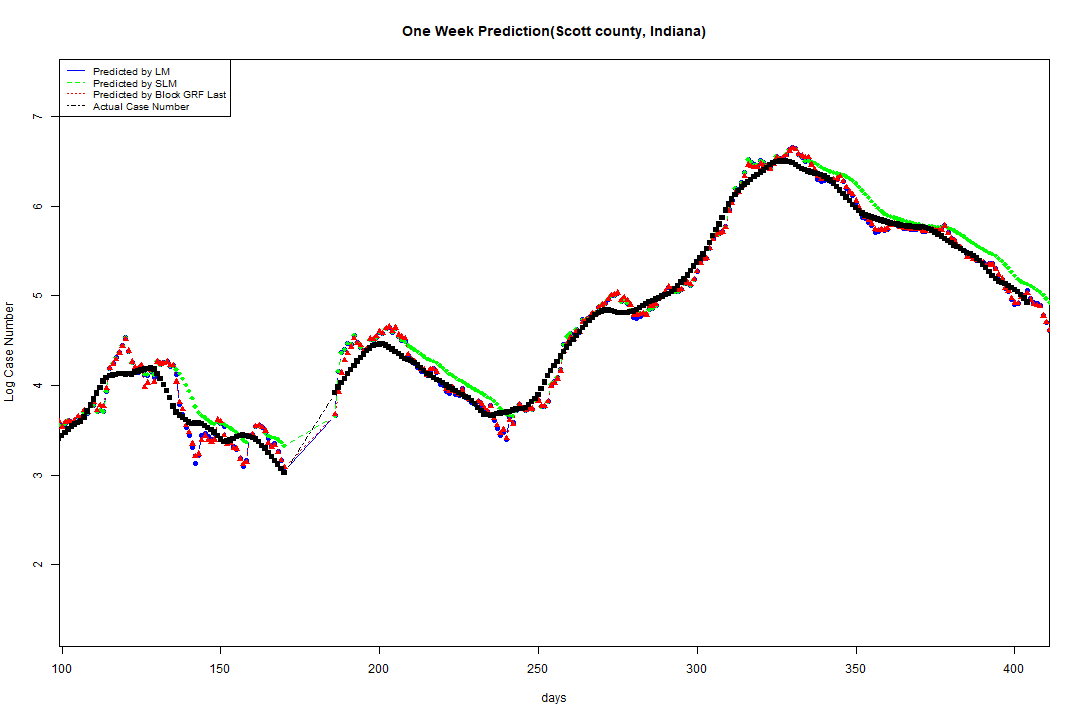 One Week Prediction(Scott county, Indiana)
Predicted by LM
Predicted by SLM
Predicted by Block GRF Last
Actual Case Number
7
6
5
4
3
2
Log Case Number
100 150 200 250 300 350 400
days